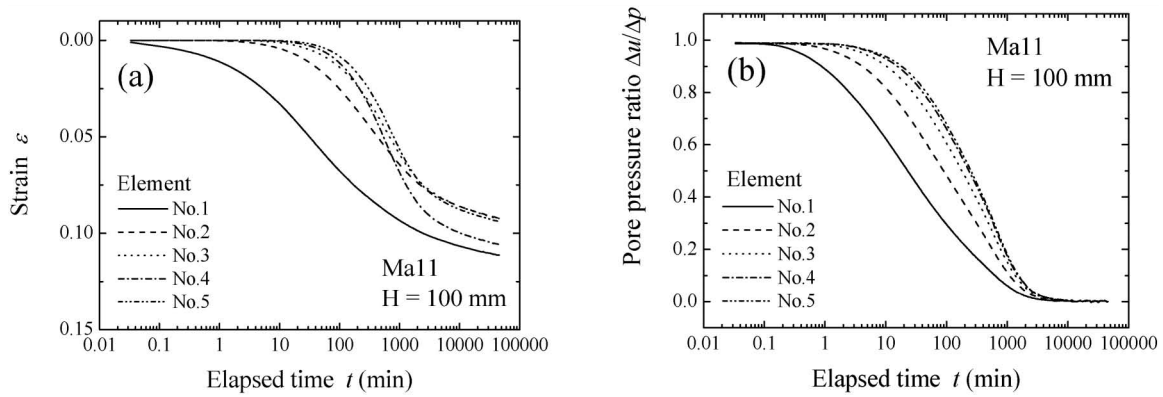 (a)
Strain ε
0.00
0.05
0.10
0.15
Element
No.1
No.2
No.3
No.4
No.5
Ma11
H = 100 mm
0.01 0.1 1 10 100 1000 10000 100000
Elapsed time t (min)
(b)
Pore pressure ratio Δu/Δp
1.0
0.8
0.6
0.4
0.2
0.0
Ma11
H = 100 mm
Element
No.1
No.2
No.3
No.4
No.5
0.01 0.1 1 10 100 1000 10000 100000
Elapsed time t (min)